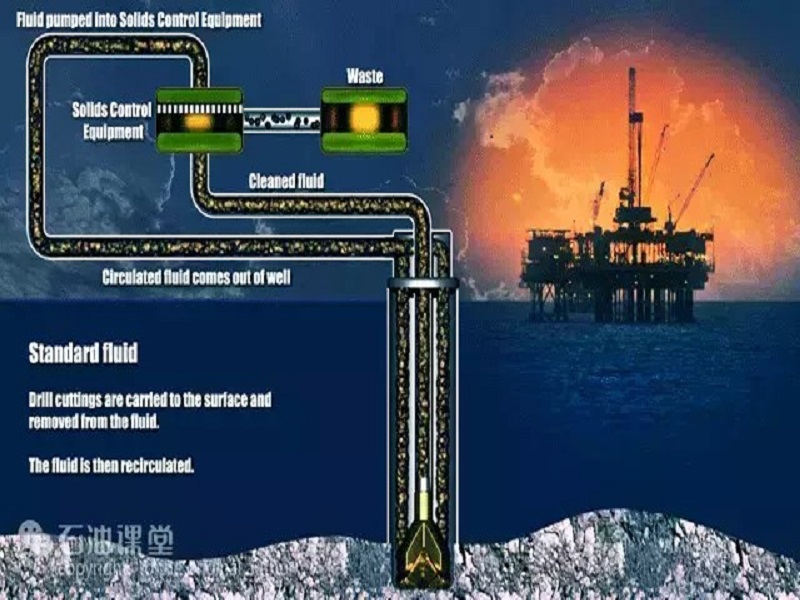 Fluid pumped into Solids Control Equipment
Waste
Solids Control
Equipment
Cleaned fluid
Circulated fluid comes out of well
Standard fluid
Drill cuttings are carried to the surface and
removed from the fluid.
The fluid is then recirculated.
石油课堂
copyright